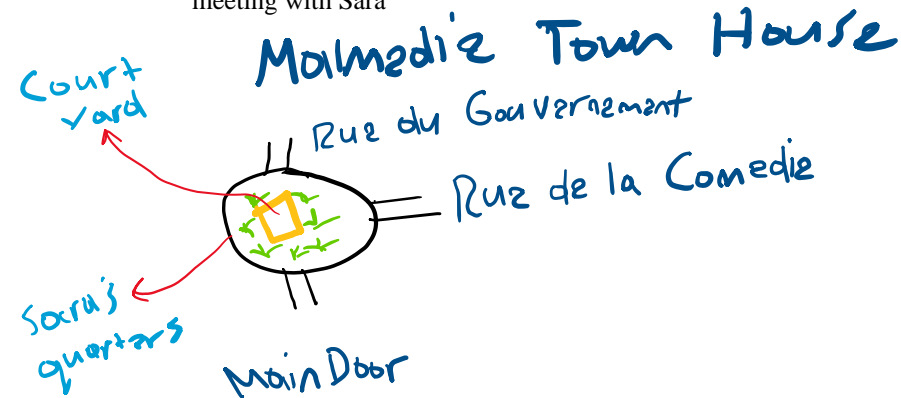 meeting with Sara
Malmedie Town House
Court
yard
Rue du Gouvernement
Rue de la Comedie
Sara's
quarters
Main Door